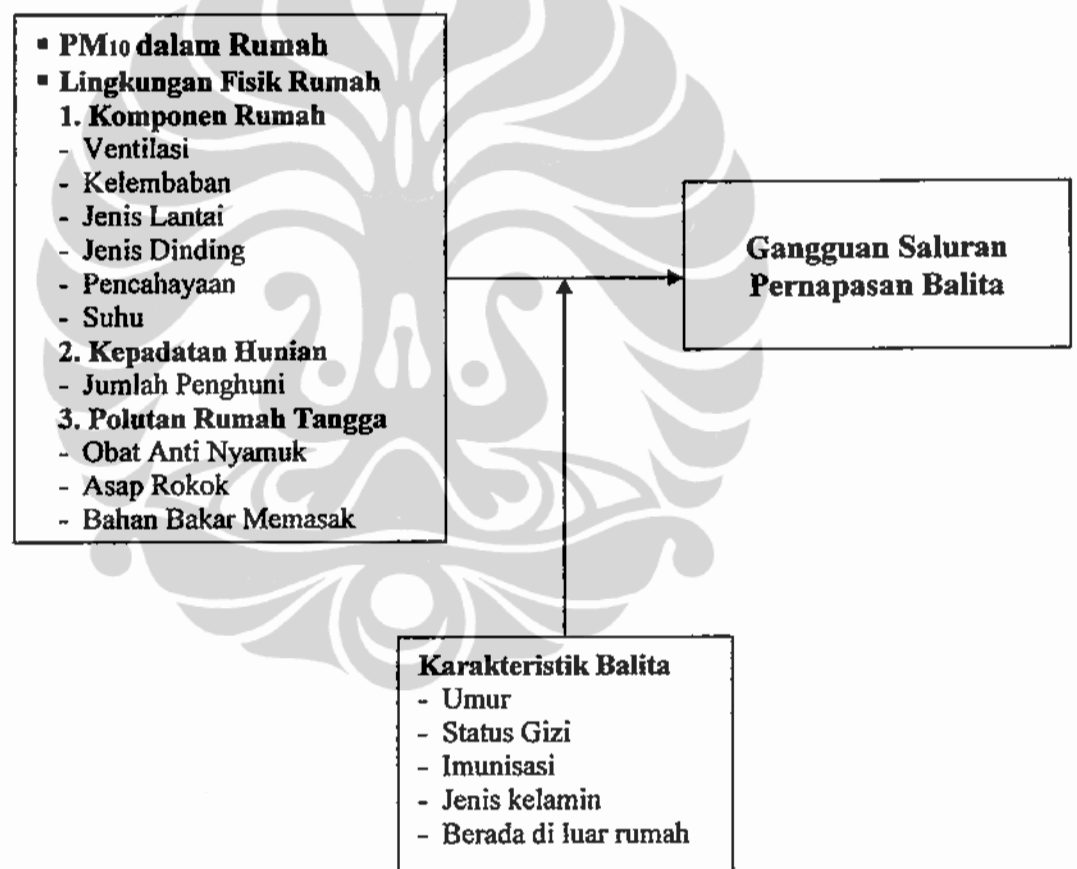 ▪ PM10 dalam Rumah
▪ Lingkungan Fisik Rumah
1. Komponen Rumah
- Ventilasi
- Kelembaban
- Jenis Lantai
- Jenis Dinding
- Pencahayaan
- Suhu
2. Kepadatan Hunian
- Jumlah Penghuni
3. Polutan Rumah Tangga
- Obat Anti Nyamuk
- Asap Rokok
- Bahan Bakar Memasak
Gangguan Saluran
Pernapasan Balita
Karakteristik Balita
- Umur
- Status Gizi
- Imunisasi
- Jenis kelamin
- Berada di luar rumah